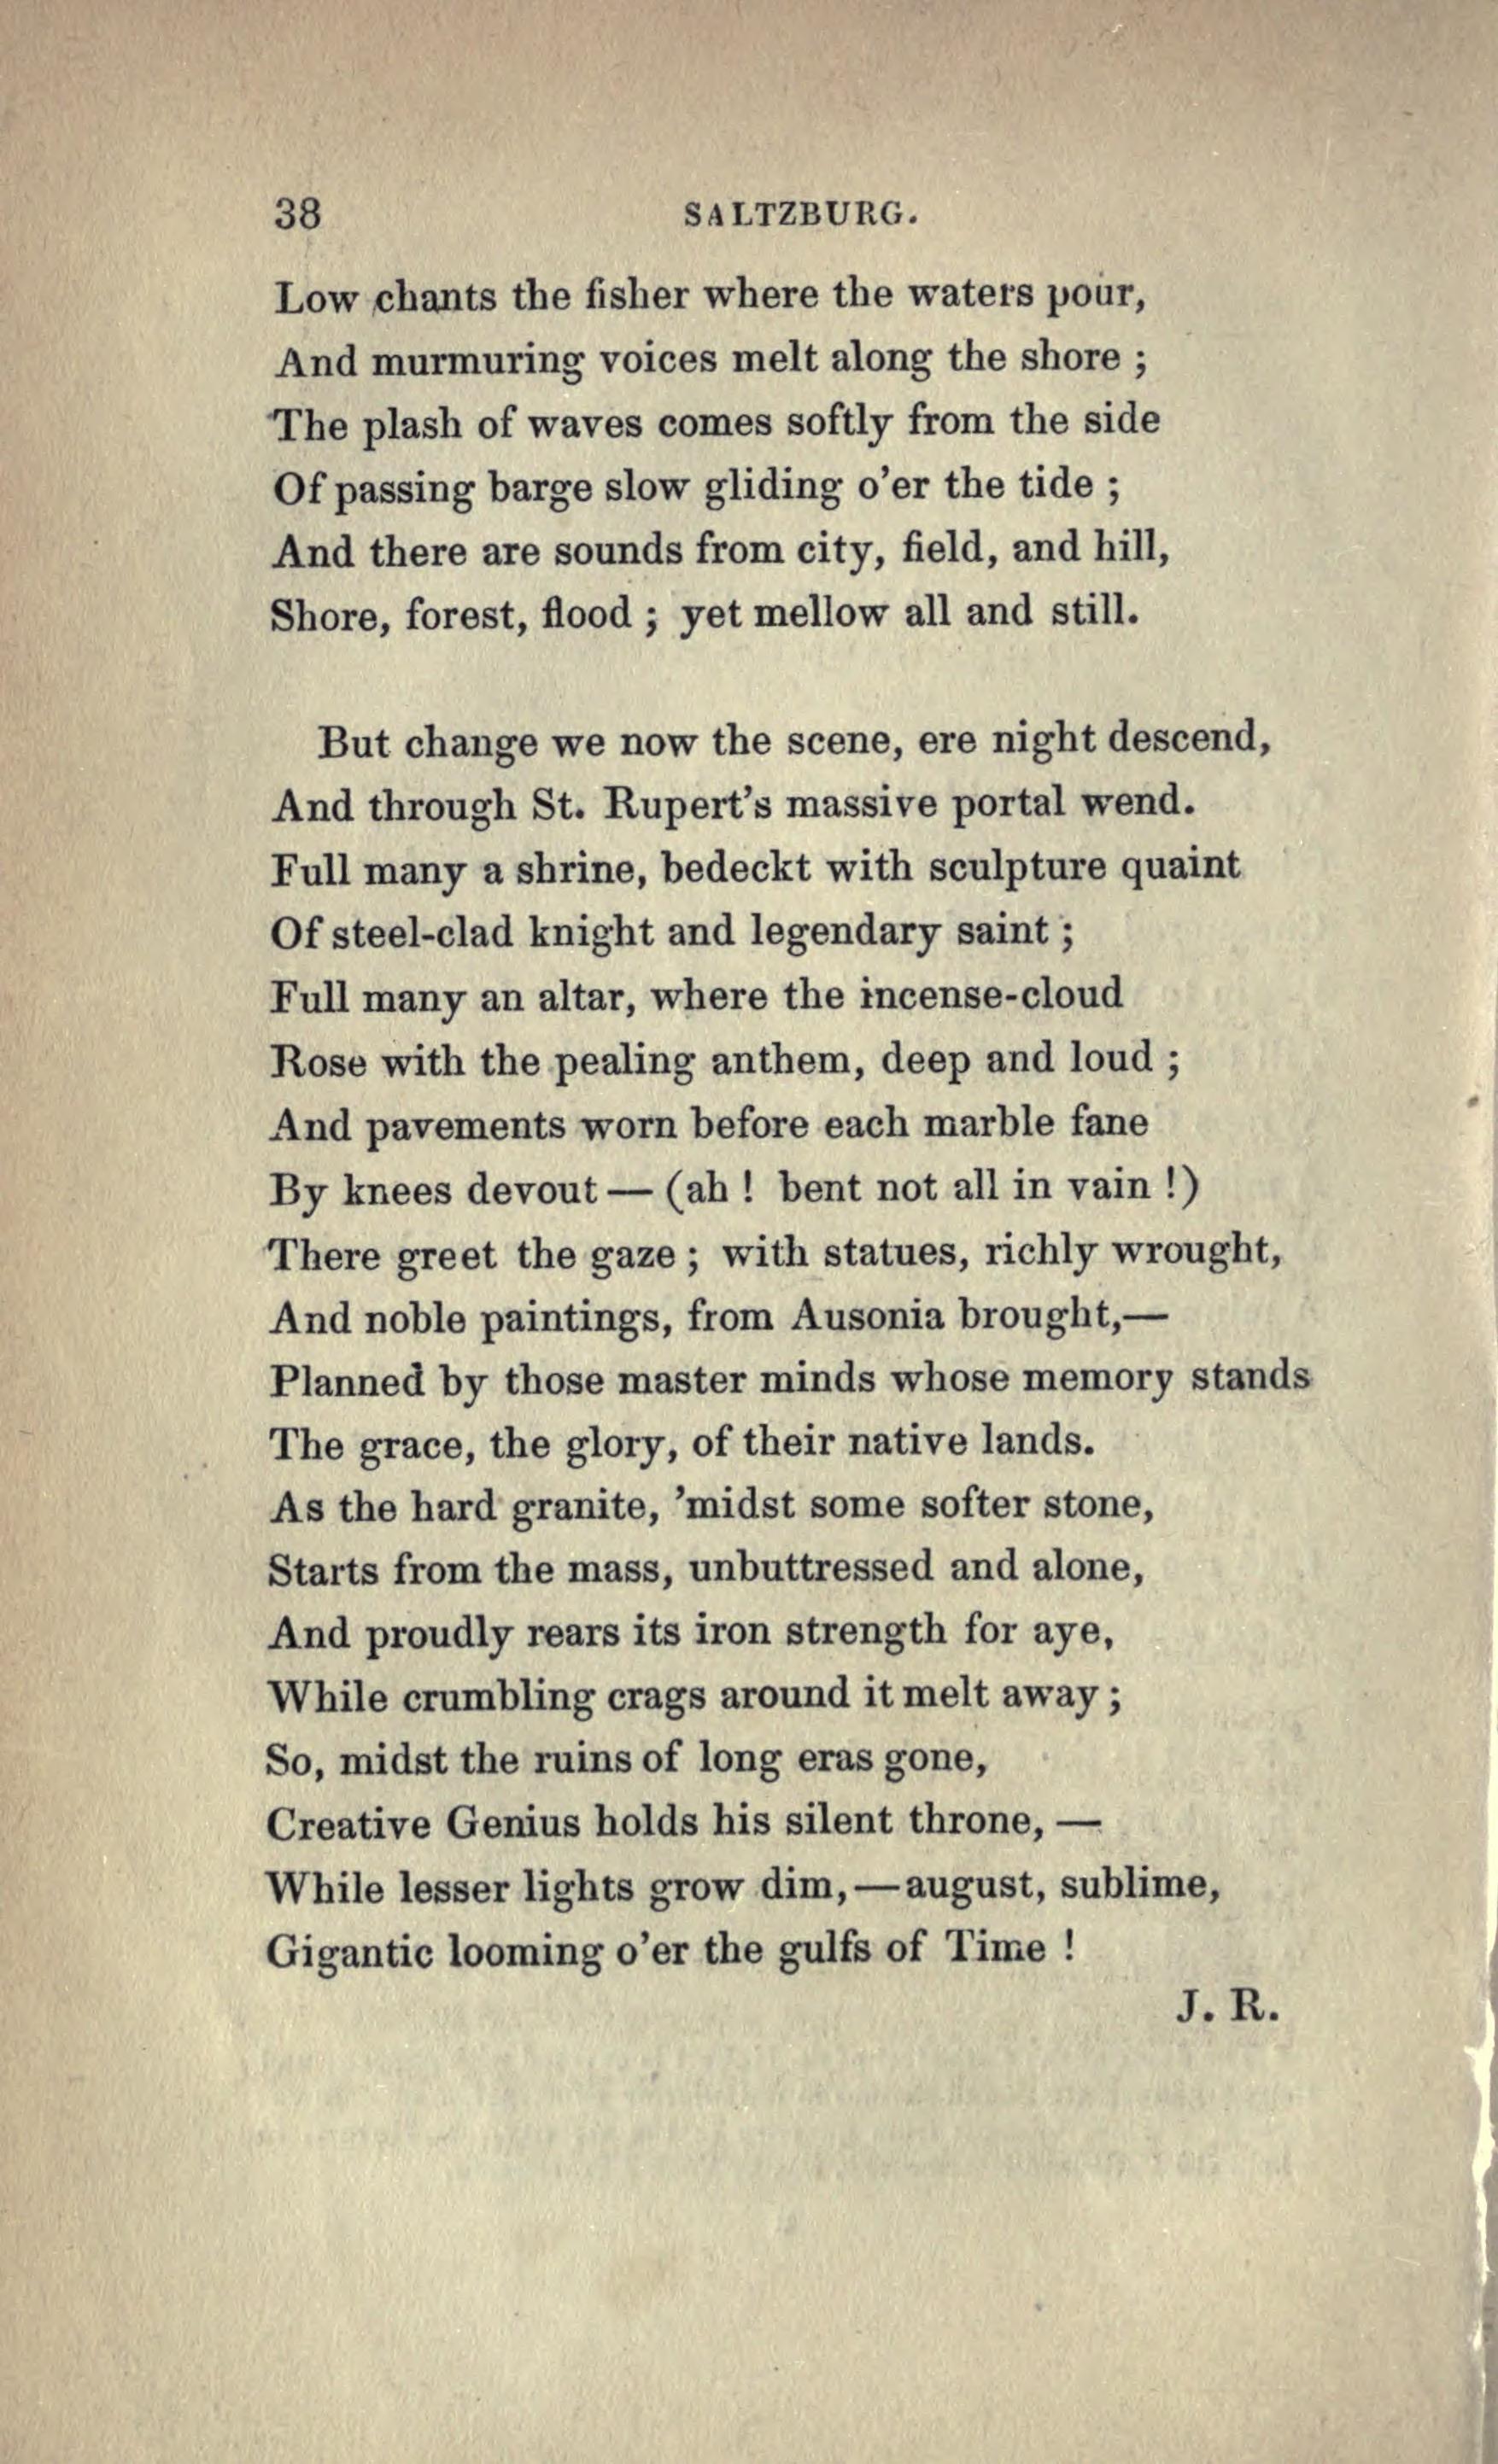 38 SALTZBURG.
Low chants the fisher where the waters pour,
And murmuring voices melt along the shore ;
The plash of waves comes softly from the side
Of passing barge slow gliding o'er the tide ;
And there are sounds from city, field, and hill,
Shore, forest, flood ; yet mellow all and still.
But change we now the scene, ere night descend,
And through St. Rupert's massive portal wend.
Full many a shrine, bedeckt with sculpture quaint
Of steel-clad knight and legendary saint ;
Full many an altar, where the incense-cloud
Rose with the pealing anthem, deep and loud ;
And pavements worn before each marble fane
By knees devout — (ah ! bent not all in vain !)
There greet the gaze ; with statues, richly wrought,
And noble paintings, from Ausonia brought,—
Planned by those master minds whose memory stands
The grace, the glory, of their native lands.
As the hard granite, 'midst some softer stone,
Starts from the mass, unbuttressed and alone,
And proudly rears its iron strength for aye,
While crumbling crags around it melt away ;
So, midst the ruins of long eras gone,
Creative Genius holds his silent throne, —
While lesser lights grow dim, — august, sublime,
Gigantic looming o'er the gulfs of Time !
J. R.